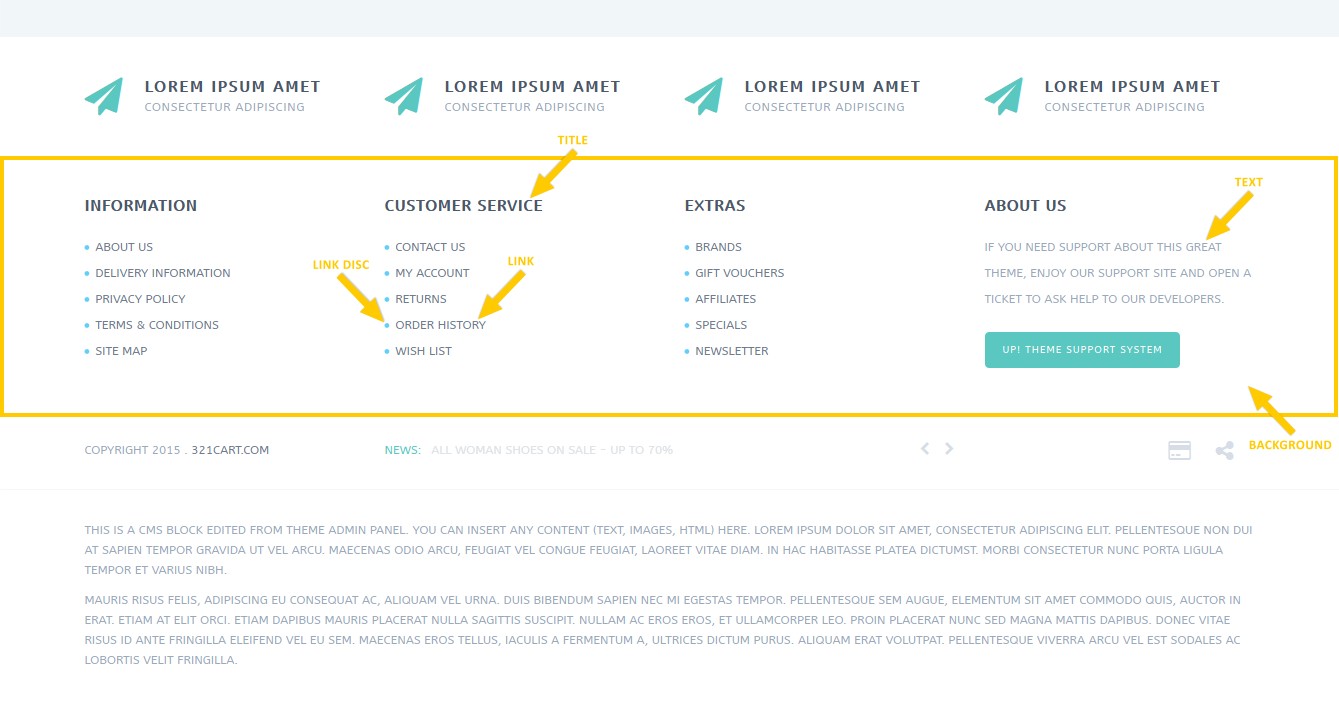 LOREM IPSUM AMET
CONSECTETUR ADIPISCING
LOREM IPSUM AMET
CONSECTETUR ADIPISCING
LOREM IPSUM AMET
CONSECTETUR ADIPISCING
LOREM IPSUM AMET
CONSECTETUR ADIPISCING
TITLE
TEXT
LINK DISC
LINK
BACKGROUND
INFORMATION
ABOUT US
DELIVERY INFORMATION
PRIVACY POLICY
TERMS & CONDITIONS
SITE MAP
CUSTOMER SERVICE
CONTACT US
MY ACCOUNT
RETURNS
ORDER HISTORY
WISH LIST
EXTRAS
BRANDS
GIFT VOUCHERS
AFFILIATES
SPECIALS
NEWSLETTER
ABOUT US
IF YOU NEED SUPPORT ABOUT THIS GREAT
THEME, ENJOY OUR SUPPORT SITE AND OPEN A
TICKET TO ASK HELP TO OUR DEVELOPERS.
UP! THEME SUPPORT SYSTEM
COPYRIGHT 2015 . 321CART.COM
NEWS: ALL WOMAN SHOES ON SALE – UP TO 70%
THIS IS A CMS BLOCK EDITED FROM THEME ADMIN PANEL. YOU CAN INSERT ANY CONTENT (TEXT, IMAGES, HTML) HERE. LOREM IPSUM DOLOR SIT AMET, CONSECTETUR ADIPISCING ELIT. PELLENTESQUE NON DUI
AT SAPIEN TEMPOR GRAVIDA UT VEL ARCU. MAECENAS ODIO ARCU, FEUGIAT VEL CONGUE FEUGIAT, LAOREET VITAE DIAM. IN HAC HABITASSE PLATEA DICTUMST. MORBI CONSECTETUR NUNC PORTA LIGULA
TEMPOR ET VARIUS NIBH.
MAURIS RISUS FELIS, ADIPISCING EU CONSEQUAT AC, ALIQUAM VEL URNA. DUIS BIBENDUM SAPIEN NEC MI EGESTAS TEMPOR. PELLENTESQUE SEM AUGUE, ELEMENTUM SIT AMET COMMODO QUIS, AUCTOR IN
ERAT. ETIAM AT ELIT ORCI. ETIAM DAPIBUS MAURIS PLACERAT NULLA SAGITTIS SUSCIPIT. NULLAM AC EROS EROS, ET ULLAMCORPER LEO. PROIN PLACERAT NUNC SED MAGNA MATTIS DAPIBUS. DONEC VITAE
RISUS ID ANTE FRINGILLA ELEIFEND VEL EU SEM. MAECENAS EROS TELLUS, IACULIS A FERMENTUM A, ULTRICES DICTUM PURUS. ALIQUAM ERAT VOLUTPAT. PELLENTESQUE VIVERRA ARCU VEL EST SODALES AC
LOBORTIS VELIT FRINGILLA.